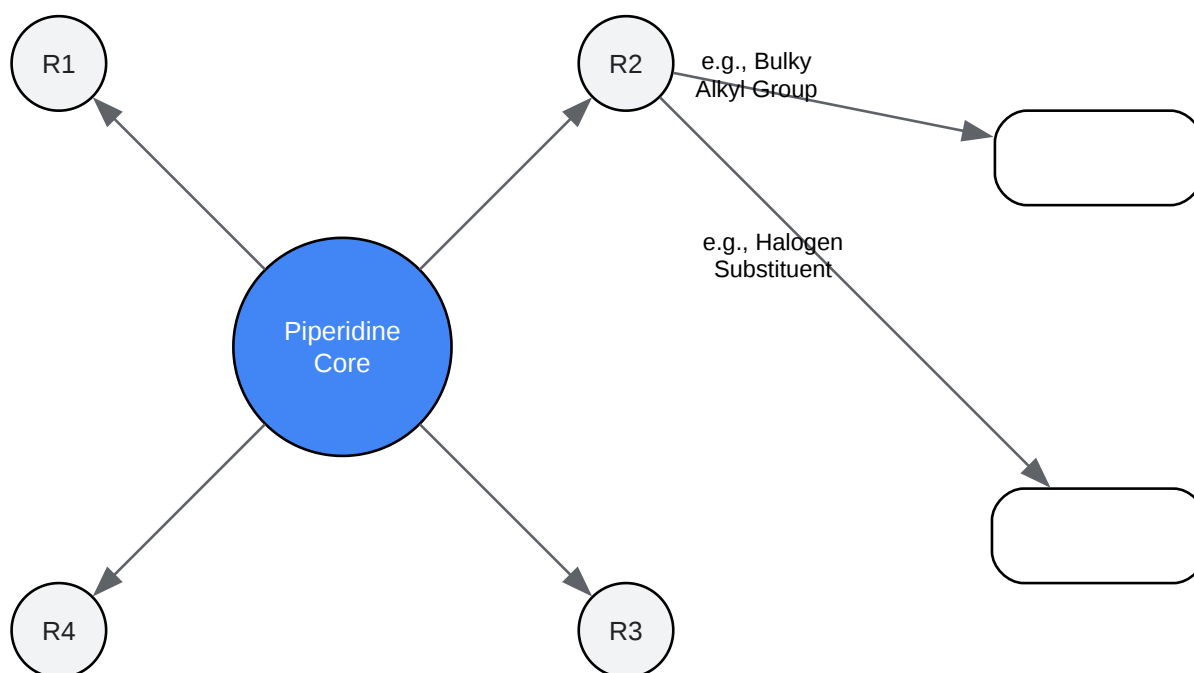 R1
R2
e.g., Bulky
Alkyl Group
e.g., Halogen
Substituent
Piperidine
Core
R4
R3